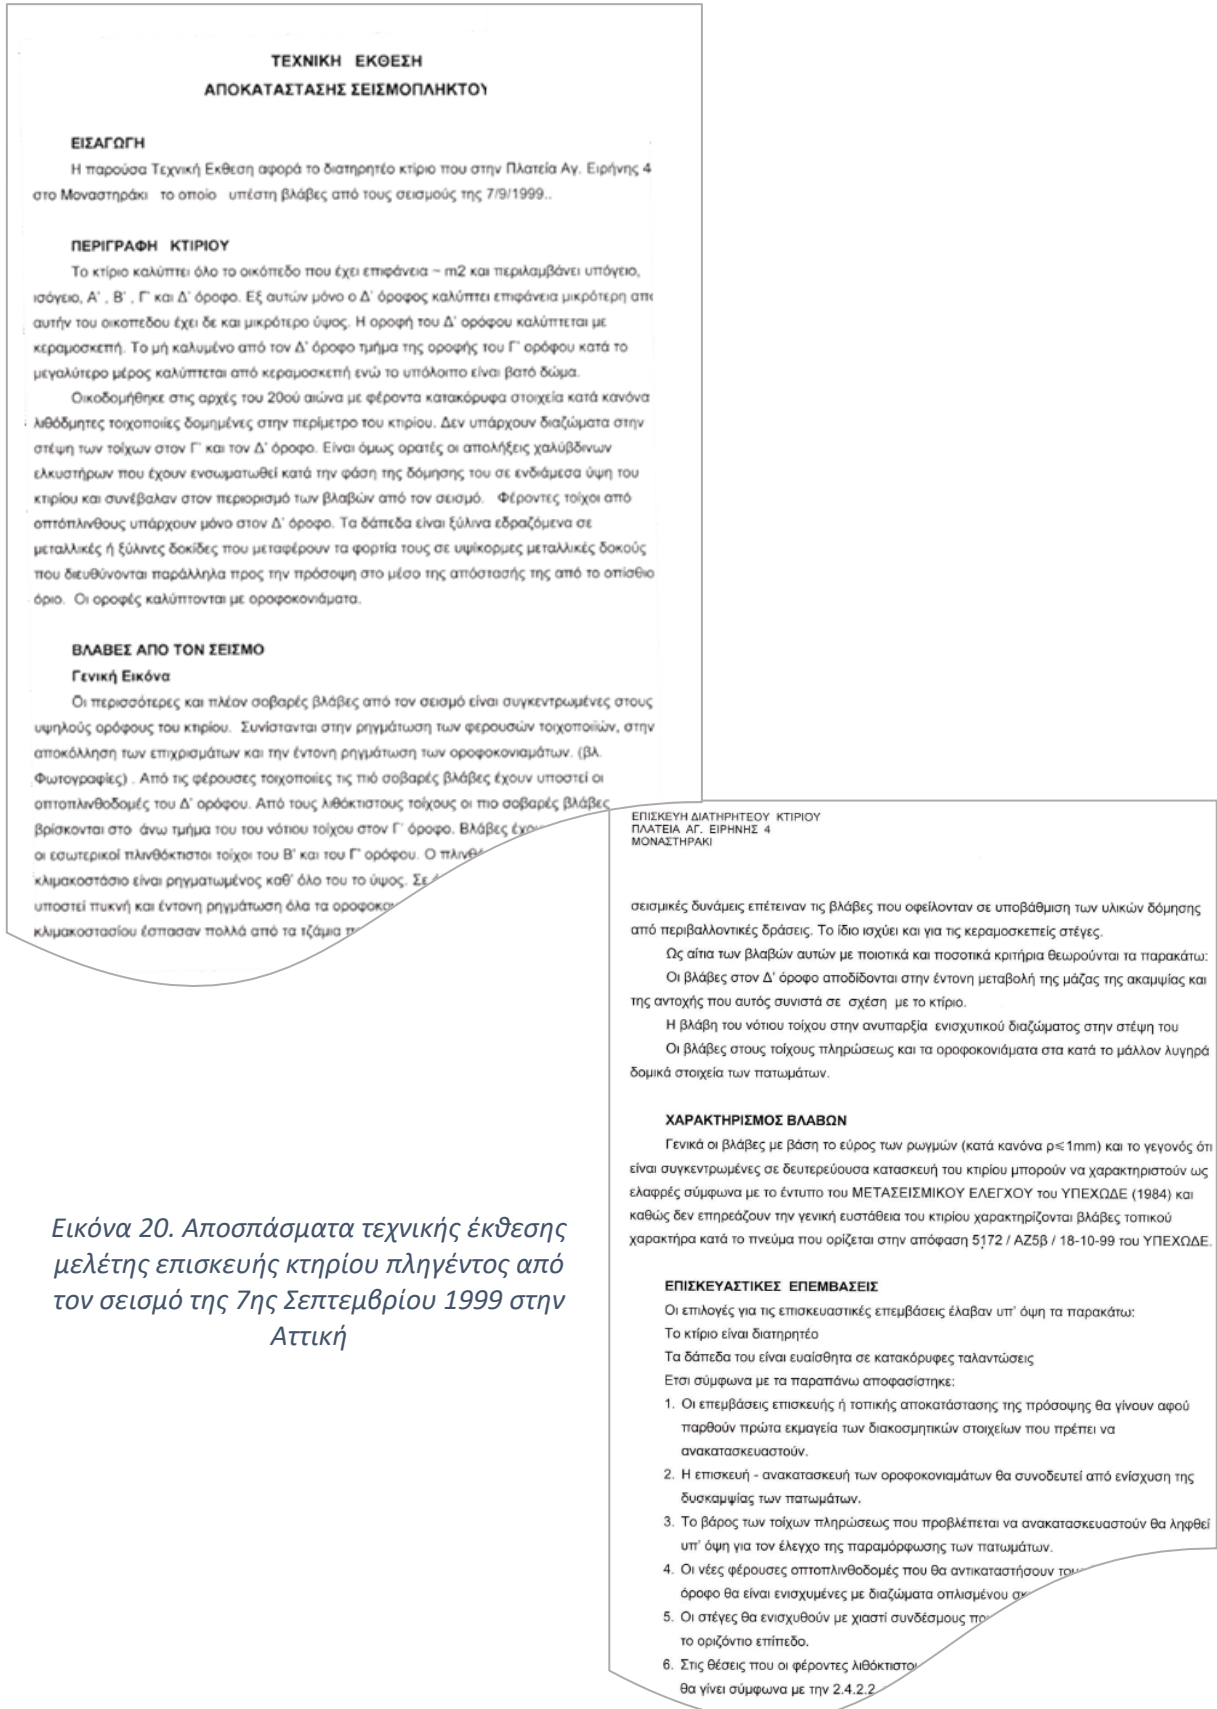 ΤΕΧΝΙΚΗ ΕΚΘΕΣΗ
ΑΠΟΚΑΤΑΣΤΑΣΗΣ ΣΕΙΣΜΟΠΛΗΚΤΟΥ
ΕΙΣΑΓΩΓΗ
Η παρούσα Τεχνική Εκθεση αφορά το διατηρητέο κτίριο που στην Πλατεία Αγ. Ειρήνης 4
στο Μοναστηράκι το οποίο υπέστη βλάβες από τους σεισμούς της 7/9/1999..
ΠΕΡΙΓΡΑΦΗ ΚΤΙΡΙΟΥ
Το κτίριο καλύπτει όλο το οικόπεδο που έχει επιφάνεια ~ m2 και περιλαμβάνει υπόγειο,
ισόγειο, Α' , Β' , Γ' και Δ' όροφο. Εξ αυτών μόνο ο Δ' όροφος καλύπτει επιφάνεια μικρότερη από
αυτήν του οικοπεδου έχει δε και μικρότερο ύψος. Η οροφή του Δ' ορόφου καλύπτεται με
κεραμοσκεπή. Το μή καλυμένο από τον Δ' όροφο τμήμα της οροφής του Γ' ορόφου κατά το
μεγαλύτερο μέρος καλύπτεται από κεραμοσκεπή ενώ το υπόλοιπο είναι βατό δώμα.
Οικοδομήθηκε στις αρχές του 20ού αιώνα με φέροντα κατακόρυφα στοιχεία κατά κανόνα
λιθόδμητες τοιχοποιίες δομημένες στην περίμετρο του κτιρίου. Δεν υπάρχουν διαζώματα στην
στέψη των τοίχων στον Γ' και τον Δ' όροφο. Είναι όμως ορατές οι απολήξεις χαλύβδινων
ελκυστήρων που έχουν ενσωματωθεί κατά την φάση της δόμησης του σε ενδιάμεσα ύψη του
κτιρίου και συνέβαλαν στον περιορισμό των βλαβών από τον σεισμό. Φέροντες τοίχοι από
οπτόπλινθους υπάρχουν μόνο στον Δ' όροφο. Τα δάπεδα είναι ξύλινα εδραζόμενα σε
μεταλλικές ή ξύλινες δοκίδες που μεταφέρουν τα φορτία τους σε υψίκορμες μεταλλικές δοκούς
που διευθύνονται παράλληλα προς την πρόσοψη στο μέσο της απόστασής της από το οπίσθιο
όριο. Οι οροφές καλύπτονται με οροφοκονιάματα.
ΒΛΑΒΕΣ ΑΠΟ ΤΟΝ ΣΕΙΣΜΟ
Γενική Εικόνα
Οι περισσότερες και πλέον σοβαρές βλάβες από τον σεισμό είναι συγκεντρωμένες στους
υψηλούς ορόφους του κτιρίου. Συνίστανται στην ρηγμάτωση των φερουσών τοιχοποιϊών, στην
αποκόλληση των επιχρισμάτων και την έντονη ρηγμάτωση των οροφοκονιαμάτων. (βλ.
Φωτογραφίες) . Από τις φέρουσες τοιχοποιίες τις πιό σοβαρές βλάβες έχουν υποστεί οι
οπτοπλινθοδομές του Δ' ορόφου. Από τους λιθόκτιστους τοίχους οι πιο σοβαρές βλάβες
βρίσκονται στο άνω τμήμα του του νότιου τοίχου στον Γ' όροφο. Βλάβες έχου
οι εσωτερικοί πλινθόκτιστοι τοίχοι του Β' και του Γ' ορόφου. Ο πλινθό
κλιμακοστάσιο είναι ρηγματωμένος καθ' όλο του το ύψος. Σε
υποστεί πυκνή και έντονη ρηγμάτωση όλα τα οροφοκο
κλιμακοστασίου έσπασαν πολλά από τα τζάμια π
ΕΠΙΣΚΕΥΗ ΔΙΑΤΗΡΗΤΕΟΥ ΚΤΙΡΙΟΥ
ΠΛΑΤΕΙΑ ΑΓ. ΕΙΡΗΝΗΣ 4
ΜΟΝΑΣΤΗΡΑΚΙ
σεισμικές δυνάμεις επέτειναν τις βλάβες που οφείλονταν σε υποβάθμιση των υλικών δόμησης
από περιβαλλοντικές δράσεις. Το ίδιο ισχύει και για τις κεραμοσκεπείς στέγες.
Ως αίτια των βλαβών αυτών με ποιοτικά και ποσοτικά κριτήρια θεωρούνται τα παρακάτω:
Οι βλάβες στον Δ' όροφο αποδίδονται στην έντονη μεταβολή της μάζας της ακαμψίας και
της αντοχής που αυτός συνιστά σε σχέση με το κτίριο.
Η βλάβη του νότιου τοίχου στην ανυπαρξία ενισχυτικού διαζώματος στην στέψη του
Οι βλάβες στους τοίχους πληρώσεως και τα οροφοκονιάματα στα κατά το μάλλον λυγηρά
δομικά στοιχεία των πατωμάτων.
ΧΑΡΑΚΤΗΡΙΣΜΟΣ ΒΛΑΒΩΝ
Γενικά οι βλάβες με βάση το εύρος των ρωγμών (κατά κανόνα ρ≤1mm) και το γεγονός ότι
είναι συγκεντρωμένες σε δευτερεύουσα κατασκευή του κτιρίου μπορούν να χαρακτηριστούν ως
ελαφρές σύμφωνα με το έντυπο του ΜΕΤΑΣΕΙΣΜΙΚΟΥ ΕΛΕΓΧΟΥ του ΥΠΕΧΩΔΕ (1984) και
καθώς δεν επηρεάζουν την γενική ευστάθεια του κτιρίου χαρακτηρίζονται βλάβες τοπικού
χαρακτήρα κατά το πνεύμα που ορίζεται στην απόφαση 5172 / ΑΖ5β / 18-10-99 του ΥΠΕΧΩΔΕ.
ΕΠΙΣΚΕΥΑΣΤΙΚΕΣ ΕΠΕΜΒΑΣΕΙΣ
Οι επιλογές για τις επισκευαστικές επεμβάσεις έλαβαν υπ' όψη τα παρακάτω:
Το κτίριο είναι διατηρητέο
Τα δάπεδα του είναι ευαίσθητα σε κατακόρυφες ταλαντώσεις
Ετσι σύμφωνα με τα παραπάνω αποφασίστηκε:
1. Οι επεμβάσεις επισκευής ή τοπικής αποκατάστασης της πρόσοψης θα γίνουν αφού
παρθούν πρώτα εκμαγεία των διακοσμητικών στοιχείων που πρέπει να
ανακατασκευαστούν.
2. Η επισκευή - ανακατασκευή των οροφοκονιαμάτων θα συνοδευτεί από ενίσχυση της
δυσκαμψίας των πατωμάτων.
3. Το βάρος των τοίχων πληρώσεως που προβλέπεται να ανακατασκευαστούν θα ληφθεί
υπ' όψη για τον έλεγχο της παραμόρφωσης των πατωμάτων.
4. Οι νέες φέρουσες οπτοπλινθοδομές που θα αντικαταστήσουν του
όροφο θα είναι ενισχυμένες με διαζώματα οπλισμένου σκ
5. Οι στέγες θα ενισχυθούν με χιαστί συνδέσμους πο
το οριζόντιο επίπεδο.
6. Στις θέσεις που οι φέροντες λιθόκτιστοι
θα γίνει σύμφωνα με την 2.4.2.2
Εικόνα 20. Αποσπάσματα τεχνικής έκθεσης
μελέτης επισκευής κτηρίου πληγέντος από
τον σεισμό της 7ης Σεπτεμβρίου 1999 στην
Αττική